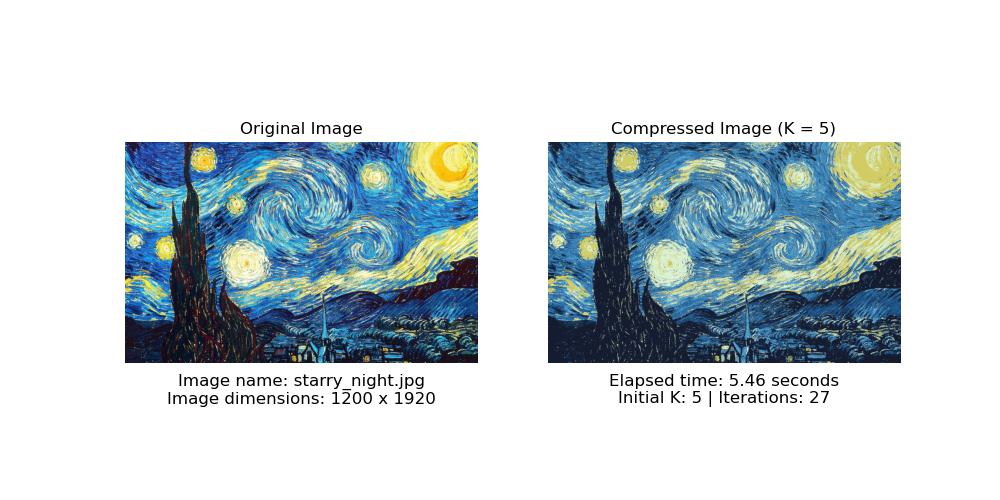 Original Image
Compressed Image (K = 5)
Image name: starry_night.jpg
Image dimensions: 1200 x 1920
Elapsed time: 5.46 seconds
Initial K: 5 | Iterations: 27